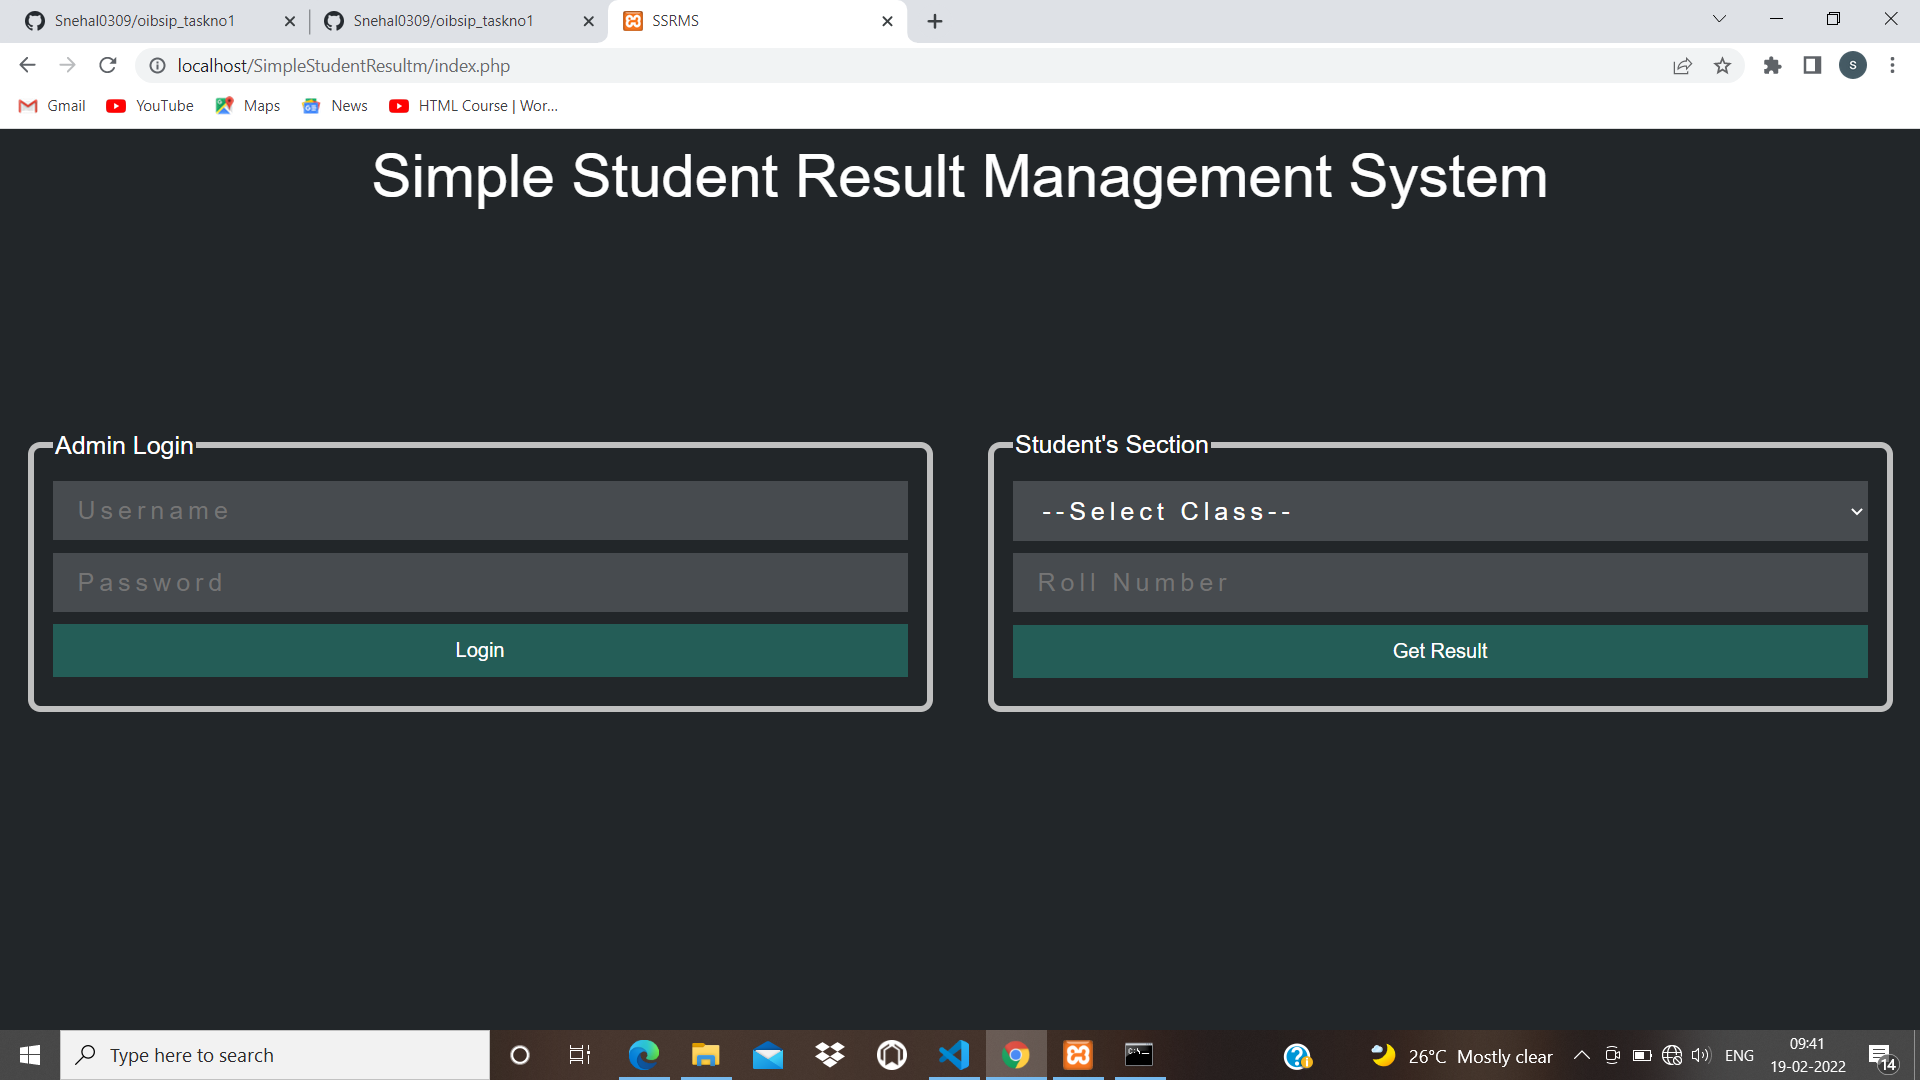 Snehal0309/oibsip_taskno1
Snehal0309/oibsip_taskno1
SSRMS
localhost/SimpleStudentResultm/index.php
S
Gmail
YouTube
Maps
News
HTML Course | Wor...
Simple Student Result Management System
Admin Login
Username
Password
Login
Student's Section
--Select Class--
Roll Number
Get Result
Type here to search
26°C Mostly clear
ENG
09:41
19-02-2022
14